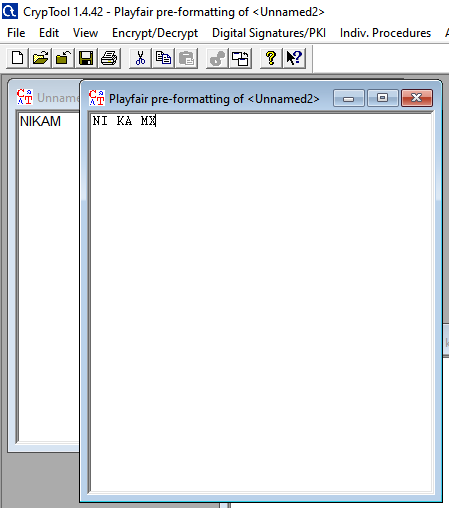 CrypTool 1.4.42 - Playfair pre-formatting of <Unnamed2>
File Edit View Encrypt/Decrypt Digital Signatures/PKI Indiv. Procedures
Unname
Playfair pre-formatting of <Unnamed2>
NIKAM
NI KA MX